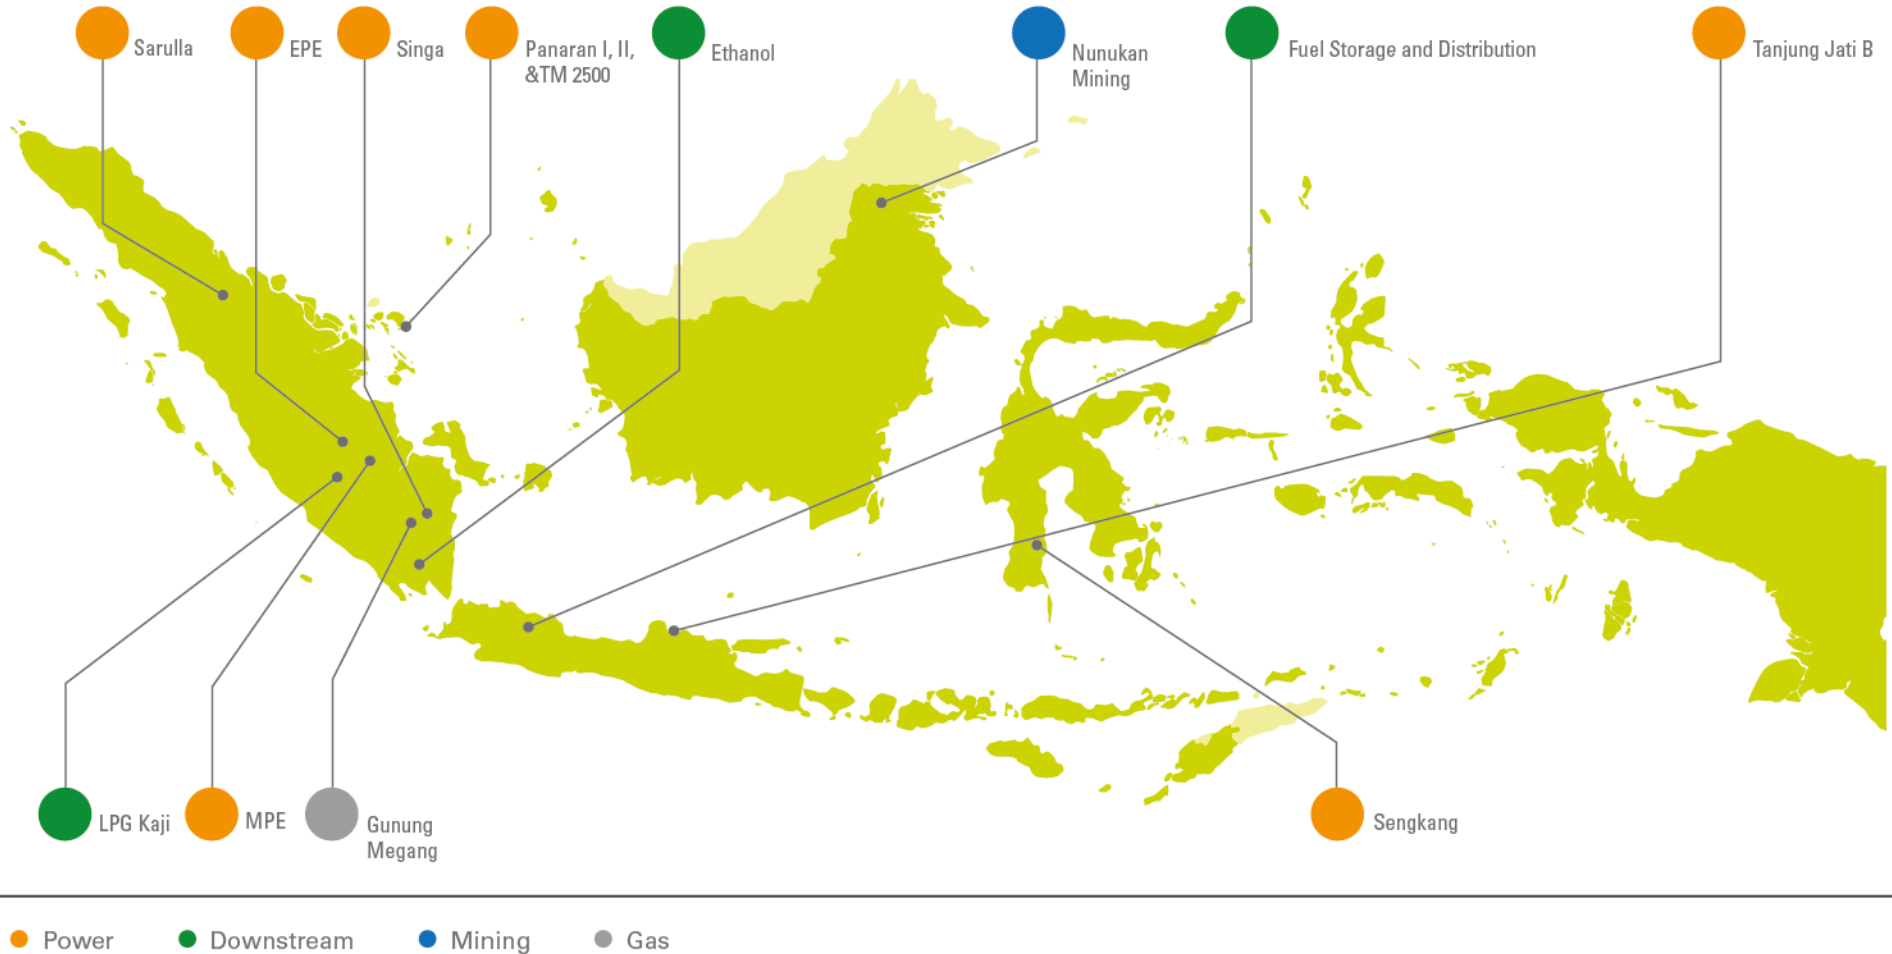 Sarulla
EPE
Singa
Panaran I, II,
&TM 2500
Ethanol
Nunukan
Mining
Fuel Storage and Distribution
Tanjung Jati B
LPG Kaji
MPE
Gunung
Megang
Sengkang
Power
Downstream
Mining
Gas